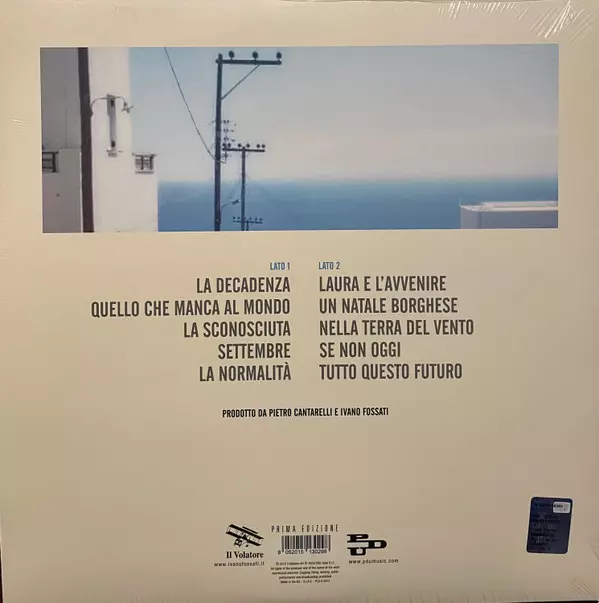 LATO 1
LA DECADENZA
QUELLO CHE MANCA AL MONDO
LA SCONOSCIUTA
SETTEMBRE
LA NORMALITÀ
LATO 2
LAURA E L'AVVENIRE
UN NATALE BORGHESE
NELLA TERRA DEL VENTO
SE NON OGGI
TUTTO QUESTO FUTURO
PRODOTTO DA PIETRO CANTARELLI E IVANO FOSSATI
Il Volatore
www.ivanofossati.it
PRIMA EDIZIONE
PDU
www.pdumusic.com